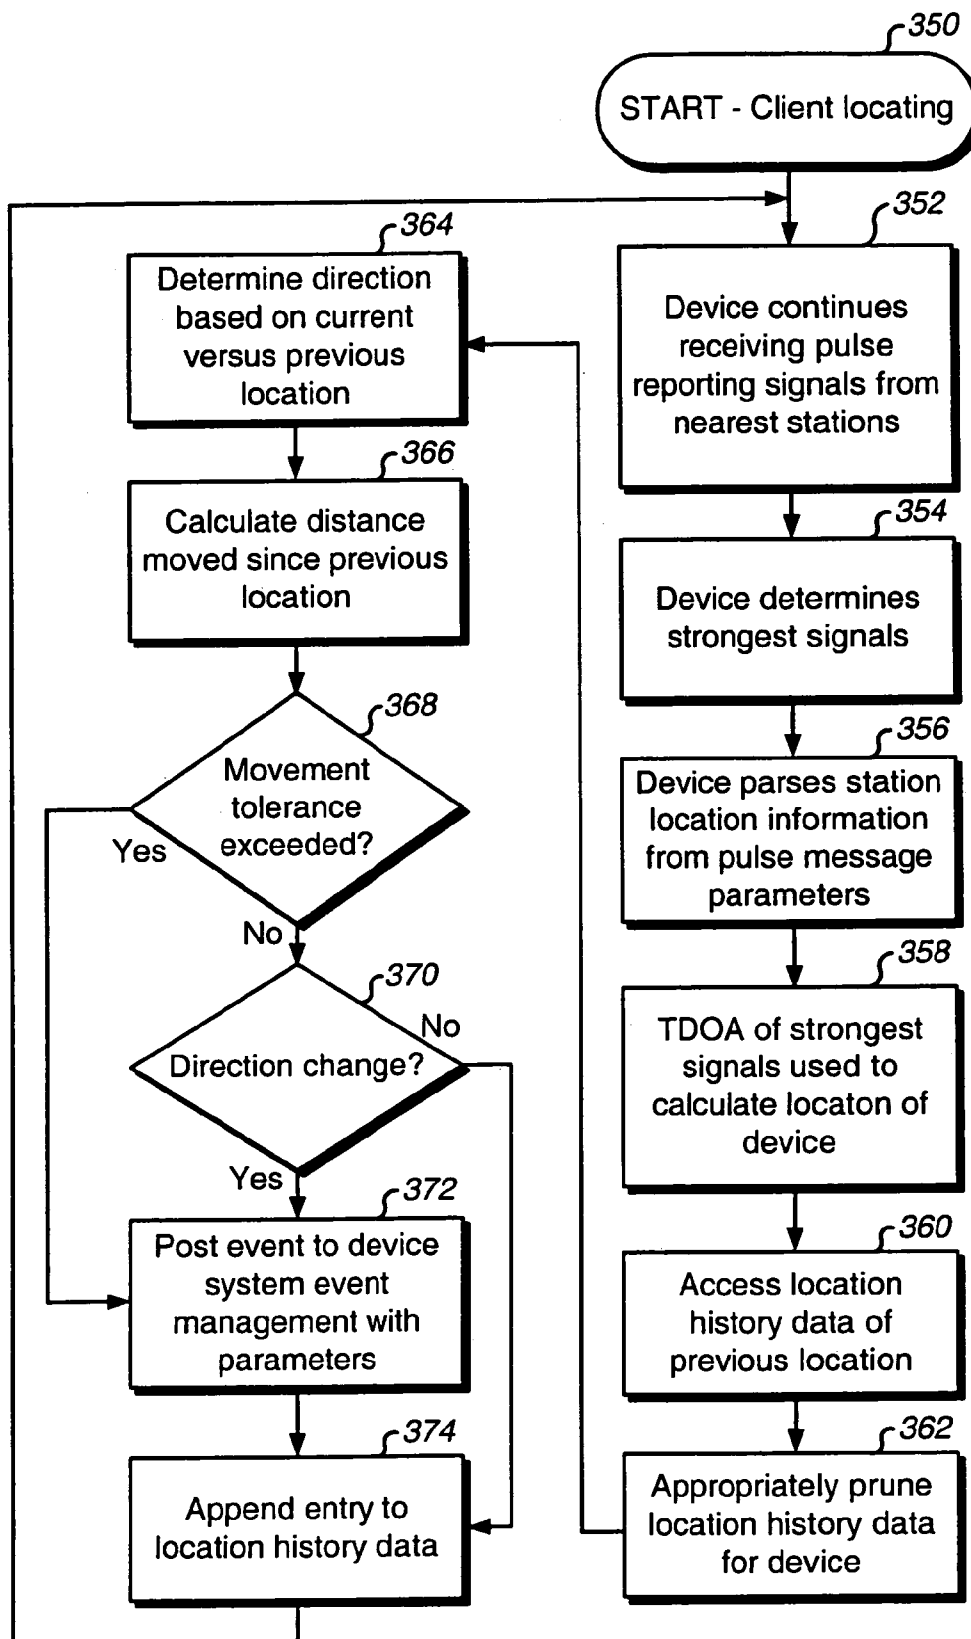 350
START - Client locating
352
Device continues
receiving pulse
reporting signals from
nearest stations
354
Device determines
strongest signals
356
Device parses station
location information
from pulse message
parameters
358
TDOA of strongest
signals used to
calculate locaton of
device
360
Access location
history data of
previous location
362
Appropriately prune
location history data
for device
364
Determine direction
based on current
versus previous
location
366
Calculate distance
moved since previous
location
368
Movement
tolerance
exceeded?
Yes
No
370
Direction change?
No
Yes
372
Post event to device
system event
management with
parameters
374
Append entry to
location history data